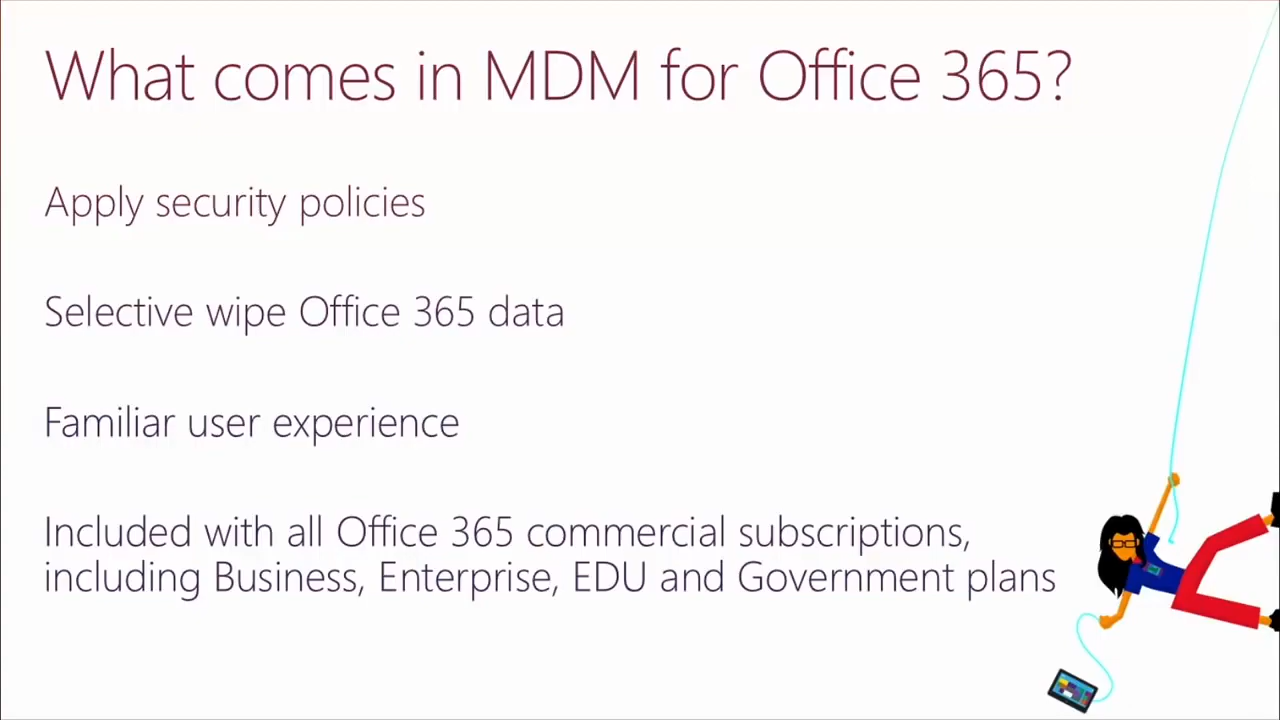 What comes in MDM for Office 365?
Apply security policies
Selective wipe Office 365 data
Familiar user experience
Included with all Office 365 commercial subscriptions,
including Business, Enterprise, EDU and Government plans